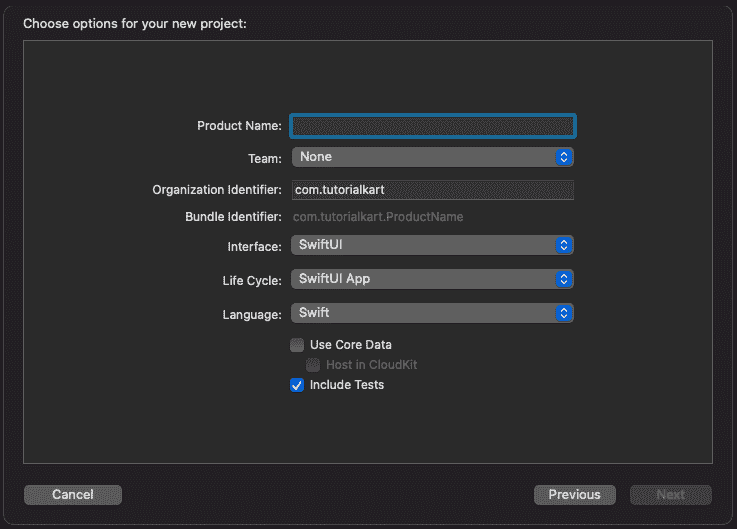 Choose options for your new project:
Product Name:
Team: None
Organization Identifier: com.tutorialkart
Bundle Identifier: com.tutorialkart.ProductName
Interface: SwiftUI
Life Cycle: SwiftUI App
Language: Swift
Use Core Data
Host in CloudKit
Include Tests
Cancel Previous Next